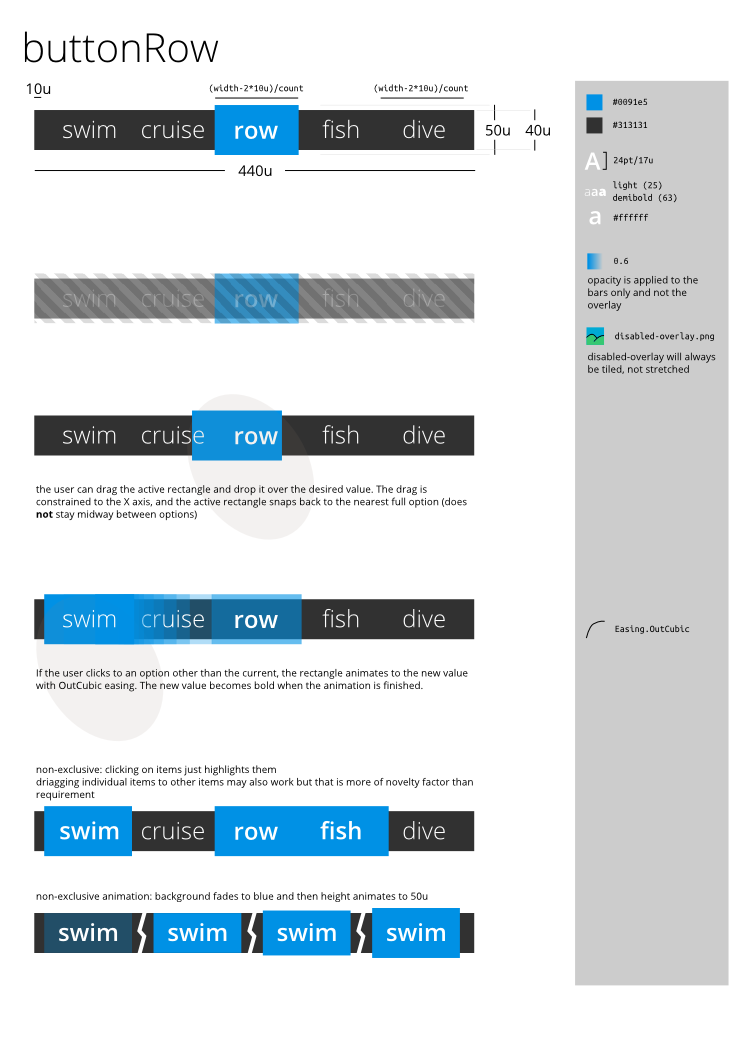 buttonRow
10u
(width-2*10u)/count
(width-2*10u)/count
swim cruise row fish dive
50u 40u
440u
swim cruise row fish dive
swim cruise row fish dive
the user can drag the active rectangle and drop it over the desired value. The drag is
constrained to the X axis, and the active rectangle snaps back to the nearest full option (does
not stay midway between options)
swim cruise row fish dive
If the user clicks to an option other than the current, the rectangle animates to the new value
with OutCubic easing. The new value becomes bold when the animation is finished.
non-exclusive: clicking on items just highlights them
driagging individual items to other items may also work but that is more of novelty factor than
requirement
swim cruise row fish dive
non-exclusive animation: background fades to blue and then height animates to 50u
swim swim swim swim
#0091e5
#313131
A 24pt/17u
aaa light (25)
demibold (63)
a #ffffff
0.6
opacity is applied to the
bars only and not the
overlay
disabled-overlay.png
disabled-overlay will always
be tiled, not stretched
Easing.OutCubic